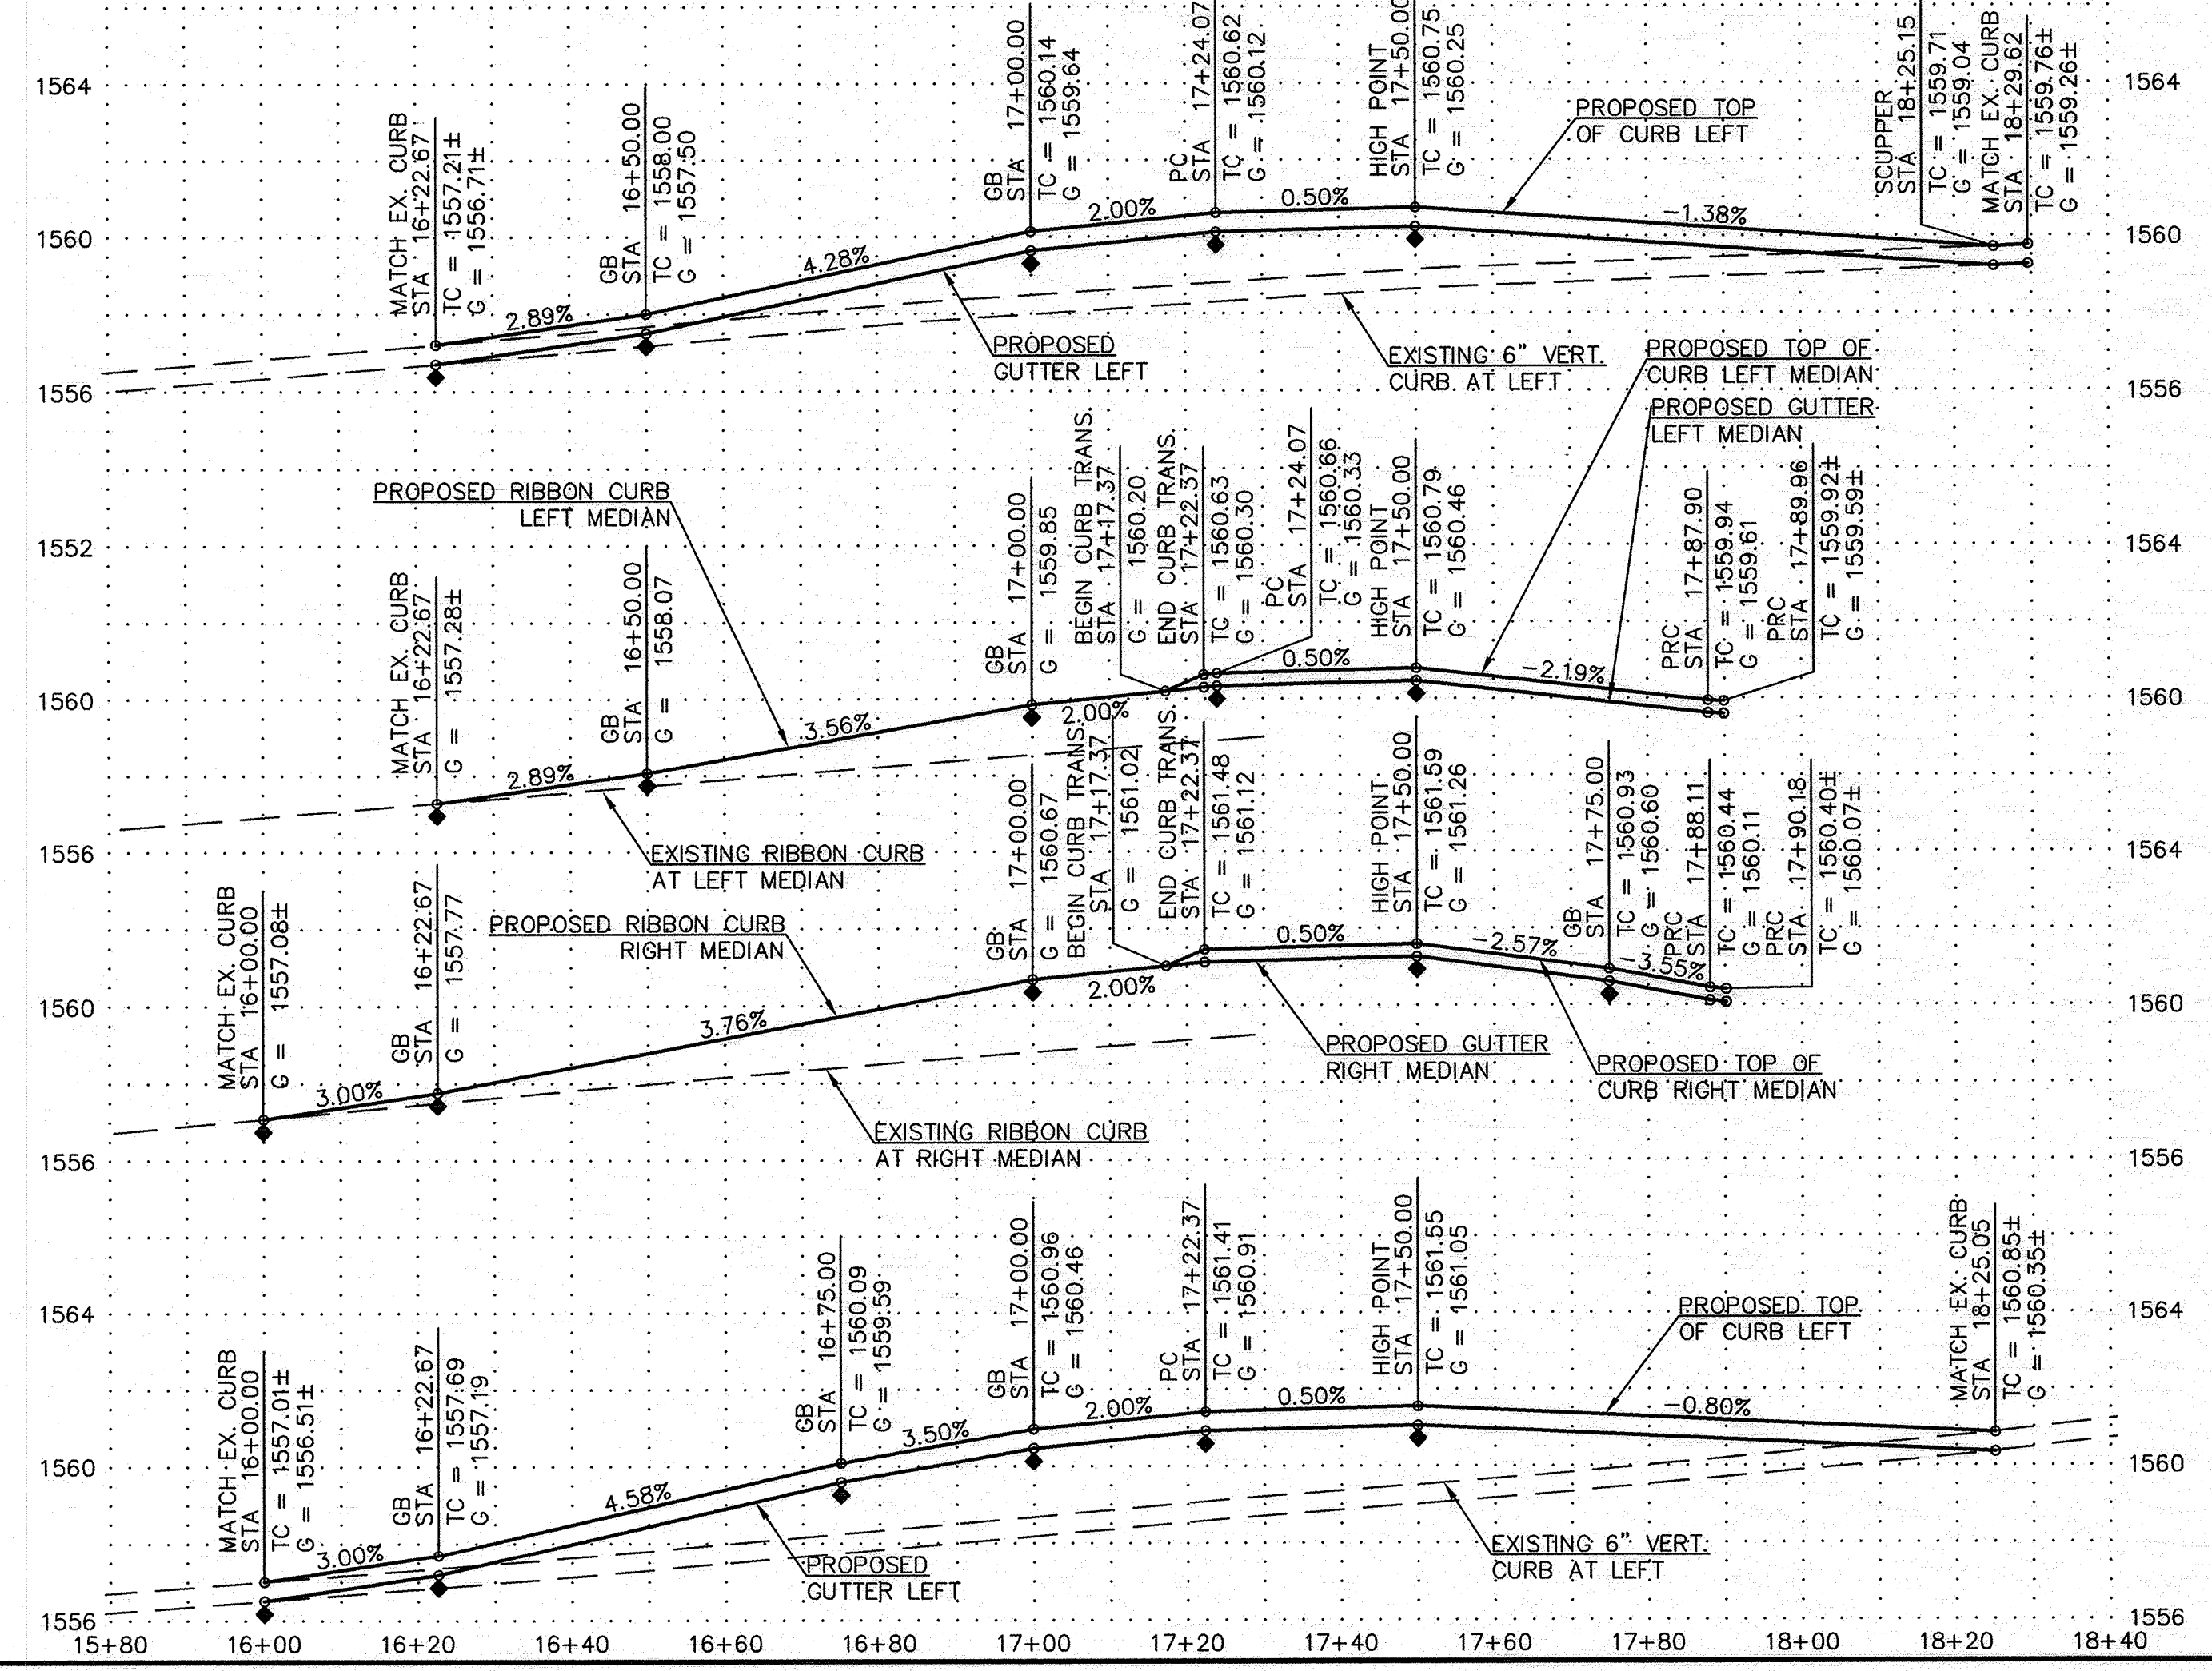 1564
1560
1556
1564
1560
1556
MATCH EX. CURB
STA 16+22.67
TC = 1557.21±
G = 1556.71±
GB
STA 16+50.00
TC = 1558.00
G = 1557.50
GB
STA 17+00.00
TC = 1560.14
G = 1559.64
PC
STA 17+24.07
TC = 1560.62
G = 1560.12
HIGH POINT
STA 17+50.00
TC = 1560.75
G = 1560.25
SCUPPER
STA 18+25.15
TC = 1559.71
G = 1559.04
MATCH EX. CURB
STA 18+29.62
TC = 1559.76±
G = 1559.26±
2.89%
4.28%
2.00%
0.50%
-1.38%
PROPOSED TOP
OF CURB LEFT
PROPOSED
GUTTER LEFT
EXISTING 6" VERT.
CURB AT LEFT
PROPOSED TOP OF
CURB LEFT MEDIAN
PROPOSED GUTTER
LEFT MEDIAN
1552
1560
1556
1564
1560
1564
PROPOSED RIBBON CURB
LEFT MEDIAN
MATCH EX. CURB
STA 16+22.67
G = 1557.28±
GB
STA 16+50.00
G = 1558.07
GB
STA 17+00.00
G = 1559.85
BEGIN CURB TRANS.
STA 17+17.37
G = 1560.20
END CURB TRANS.
STA 17+22.37
TC = 1560.63
G = 1560.30
PC
STA 17+24.07
TC = 1560.66
G = 1560.33
HIGH POINT
STA 17+50.00
TC = 1560.79
G = 1560.46
PRC
STA 17+87.90
TC = 1559.94
G = 1559.61
PRC
STA 17+89.96
TC = 1559.92±
G = 1559.59±
2.89%
3.56%
2.00%
0.50%
-2.19%
EXISTING RIBBON CURB
AT LEFT MEDIAN
1560
1556
1560
1556
MATCH EX. CURB
STA 16+00.00
G = 1557.08±
GB
STA 16+22.67
G = 1557.77
PROPOSED RIBBON CURB
RIGHT MEDIAN
GB
STA 17+00.00
G = 1560.67
BEGIN CURB TRANS.
STA 17+17.37
G = 1561.02
END CURB TRANS.
STA 17+22.37
TC = 1561.48
G = 1561.12
HIGH POINT
STA 17+50.00
TC = 1561.59
G = 1561.26
GB
STA 17+75.00
TC = 1560.93
G = 1560.60
PRC
STA 17+88.11
TC = 1560.44
G = 1560.11
PRC
STA 17+90.18
TC = 1560.40±
G = 1560.07±
3.00%
3.76%
2.00%
0.50%
-2.57%
-3.55%
PROPOSED GUTTER
RIGHT MEDIAN
PROPOSED TOP OF
CURB RIGHT MEDIAN
EXISTING RIBBON CURB
AT RIGHT MEDIAN
1564
1560
1556
1564
1560
1556
MATCH EX. CURB
STA 16+00.00
TC = 1557.01±
G = 1556.51±
GB
STA 16+22.67
TC = 1557.69
G = 1557.19
GB
STA 16+75.00
TC = 1560.09
G = 1559.59
GB
STA 17+00.00
TC = 1560.96
G = 1560.46
PC
STA 17+22.37
TC = 1561.41
G = 1560.91
HIGH POINT
STA 17+50.00
TC = 1561.55
G = 1561.05
MATCH EX. CURB
STA 18+25.05
TC = 1560.85±
G = 1560.35±
3.00%
4.58%
3.50%
2.00%
0.50%
-0.80%
PROPOSED TOP
OF CURB LEFT
PROPOSED
GUTTER LEFT
EXISTING 6" VERT.
CURB AT LEFT
15+80 16+00 16+20 16+40 16+60 16+80 17+00 17+20 17+40 17+60 17+80 18+00 18+20 18+40